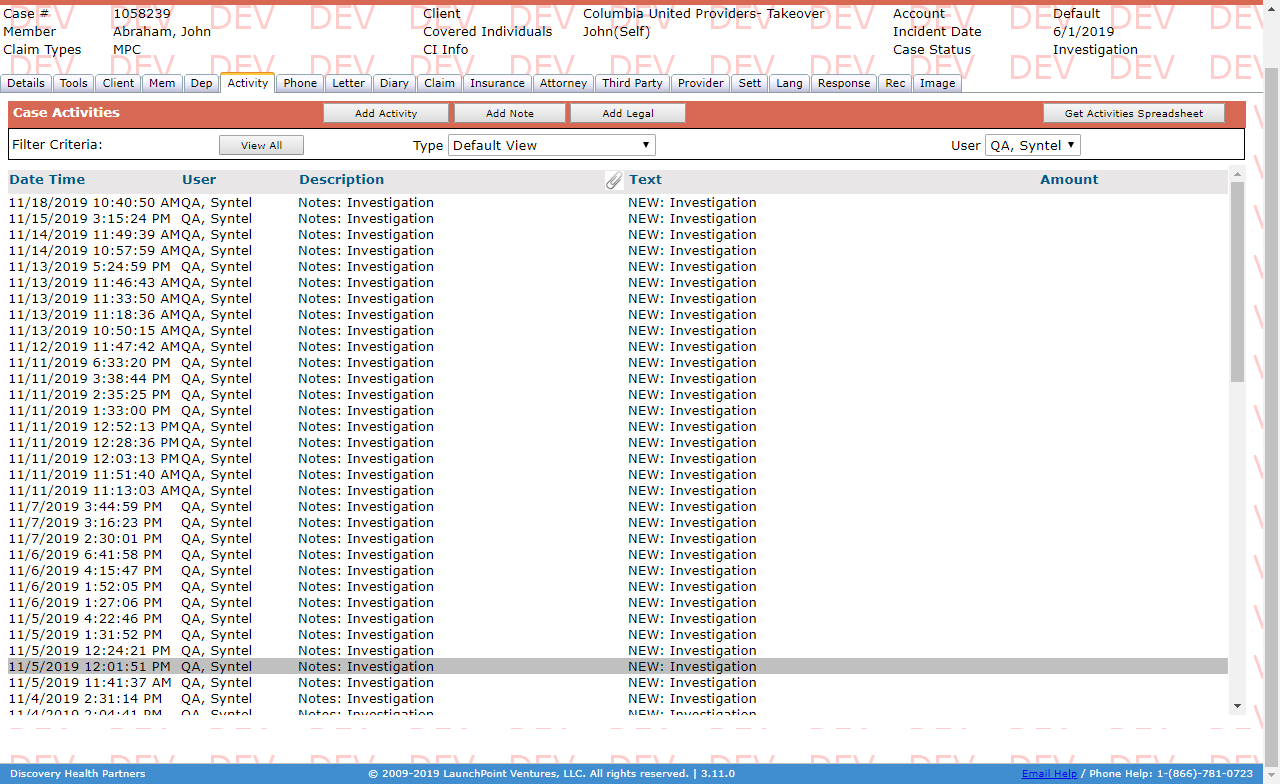 Case # 1058239 Client Columbia United Providers- Takeover Account Default
Member Abraham, John Covered Individuals John(Self) Incident Date 6/1/2019
Claim Types MPC CI Info Case Status Investigation
Details Tools Client Mem Dep Activity Phone Letter Diary Claim Insurance Attorney Third Party Provider Sett Lang Response Rec Image
Case Activities Add Activity Add Note Add Legal Get Activities Spreadsheet
Filter Criteria: View All Type Default View User QA, Syntel
Date Time User Description Text Amount
11/18/2019 10:40:50 AM QA, Syntel Notes: Investigation NEW: Investigation
11/15/2019 3:15:24 PM QA, Syntel Notes: Investigation NEW: Investigation
11/14/2019 11:49:39 AM QA, Syntel Notes: Investigation NEW: Investigation
11/14/2019 10:57:59 AM QA, Syntel Notes: Investigation NEW: Investigation
11/13/2019 5:24:59 PM QA, Syntel Notes: Investigation NEW: Investigation
11/13/2019 11:46:43 AM QA, Syntel Notes: Investigation NEW: Investigation
11/13/2019 11:33:50 AM QA, Syntel Notes: Investigation NEW: Investigation
11/13/2019 11:18:36 AM QA, Syntel Notes: Investigation NEW: Investigation
11/13/2019 10:50:15 AM QA, Syntel Notes: Investigation NEW: Investigation
11/12/2019 11:47:42 AM QA, Syntel Notes: Investigation NEW: Investigation
11/11/2019 6:33:20 PM QA, Syntel Notes: Investigation NEW: Investigation
11/11/2019 3:38:44 PM QA, Syntel Notes: Investigation NEW: Investigation
11/11/2019 2:35:25 PM QA, Syntel Notes: Investigation NEW: Investigation
11/11/2019 1:33:00 PM QA, Syntel Notes: Investigation NEW: Investigation
11/11/2019 12:52:13 PM QA, Syntel Notes: Investigation NEW: Investigation
11/11/2019 12:28:36 PM QA, Syntel Notes: Investigation NEW: Investigation
11/11/2019 12:03:13 PM QA, Syntel Notes: Investigation NEW: Investigation
11/11/2019 11:51:40 AM QA, Syntel Notes: Investigation NEW: Investigation
11/11/2019 11:13:03 AM QA, Syntel Notes: Investigation NEW: Investigation
11/7/2019 3:44:59 PM QA, Syntel Notes: Investigation NEW: Investigation
11/7/2019 3:16:23 PM QA, Syntel Notes: Investigation NEW: Investigation
11/7/2019 2:30:01 PM QA, Syntel Notes: Investigation NEW: Investigation
11/6/2019 6:41:58 PM QA, Syntel Notes: Investigation NEW: Investigation
11/6/2019 4:15:47 PM QA, Syntel Notes: Investigation NEW: Investigation
11/6/2019 1:52:05 PM QA, Syntel Notes: Investigation NEW: Investigation
11/6/2019 1:27:06 PM QA, Syntel Notes: Investigation NEW: Investigation
11/5/2019 4:22:46 PM QA, Syntel Notes: Investigation NEW: Investigation
11/5/2019 1:31:52 PM QA, Syntel Notes: Investigation NEW: Investigation
11/5/2019 12:24:21 PM QA, Syntel Notes: Investigation NEW: Investigation
11/5/2019 12:01:51 PM QA, Syntel Notes: Investigation NEW: Investigation
11/5/2019 11:41:37 AM QA, Syntel Notes: Investigation NEW: Investigation
11/4/2019 2:31:14 PM QA, Syntel Notes: Investigation NEW: Investigation
11/4/2019 2:04:41 PM QA, Syntel Notes: Investigation NEW: Investigation
DEV DEV DEV DEV DEV DEV DEV DEV DEV DEV DEV DEV
Discovery Health Partners © 2009-2019 LaunchPoint Ventures, LLC. All rights reserved. | 3.11.0 Email Help / Phone Help: 1-(866)-781-0723